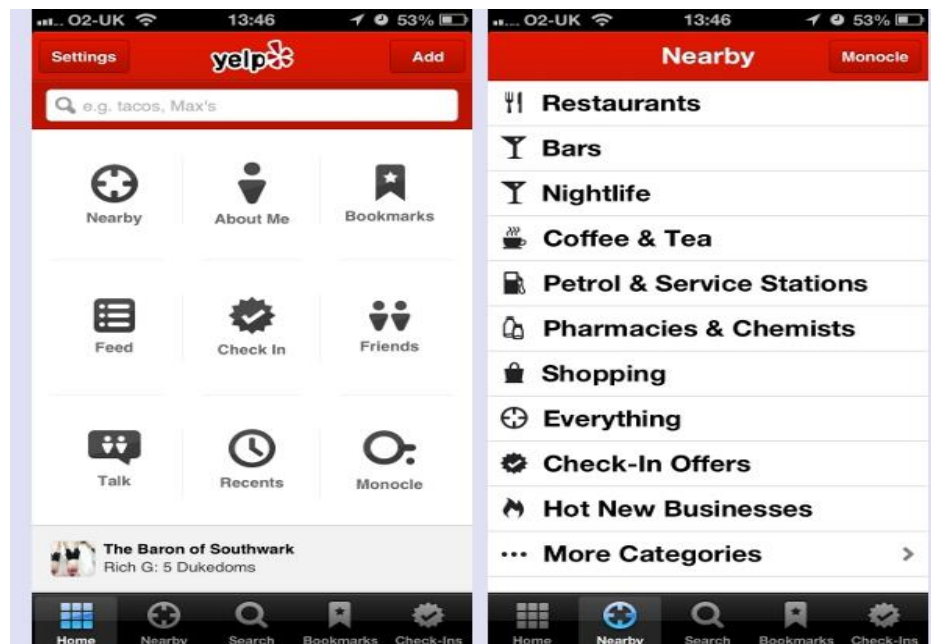 O2-UK 13:46 53%
Settings yelp Add
e.g. tacos, Max's
Nearby About Me Bookmarks
Feed Check In Friends
Talk Recents Monocle
The Baron of Southwark
Rich G: 5 Dukedoms
Home Nearby Search Bookmarks Check-Ins
O2-UK 13:46 53%
Nearby Monocle
Restaurants
Bars
Nightlife
Coffee & Tea
Petrol & Service Stations
Pharmacies & Chemists
Shopping
Everything
Check-In Offers
Hot New Businesses
More Categories
Home Nearby Search Bookmarks Check-Ins